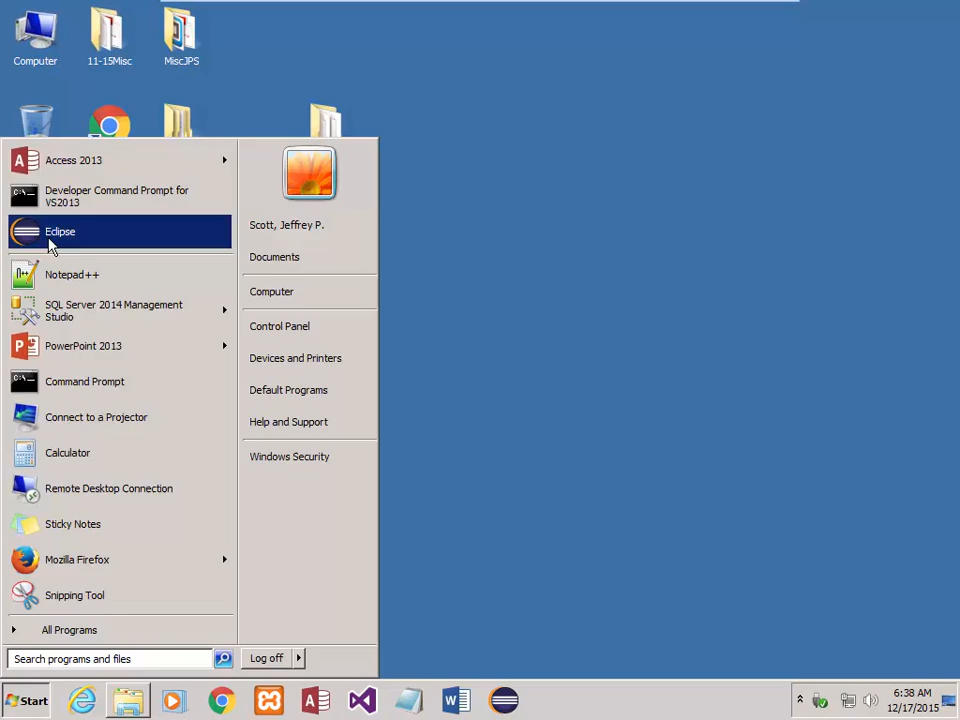 Computer
11-15Misc
MiscJPS
Access 2013
Developer Command Prompt for
VS2013
Eclipse
Notepad++
SQL Server 2014 Management
Studio
PowerPoint 2013
Command Prompt
Connect to a Projector
Calculator
Remote Desktop Connection
Sticky Notes
Mozilla Firefox
Snipping Tool
All Programs
Search programs and files
Scott, Jeffrey P.
Documents
Computer
Control Panel
Devices and Printers
Default Programs
Help and Support
Windows Security
Log off
Start
6:38 AM
12/17/2015